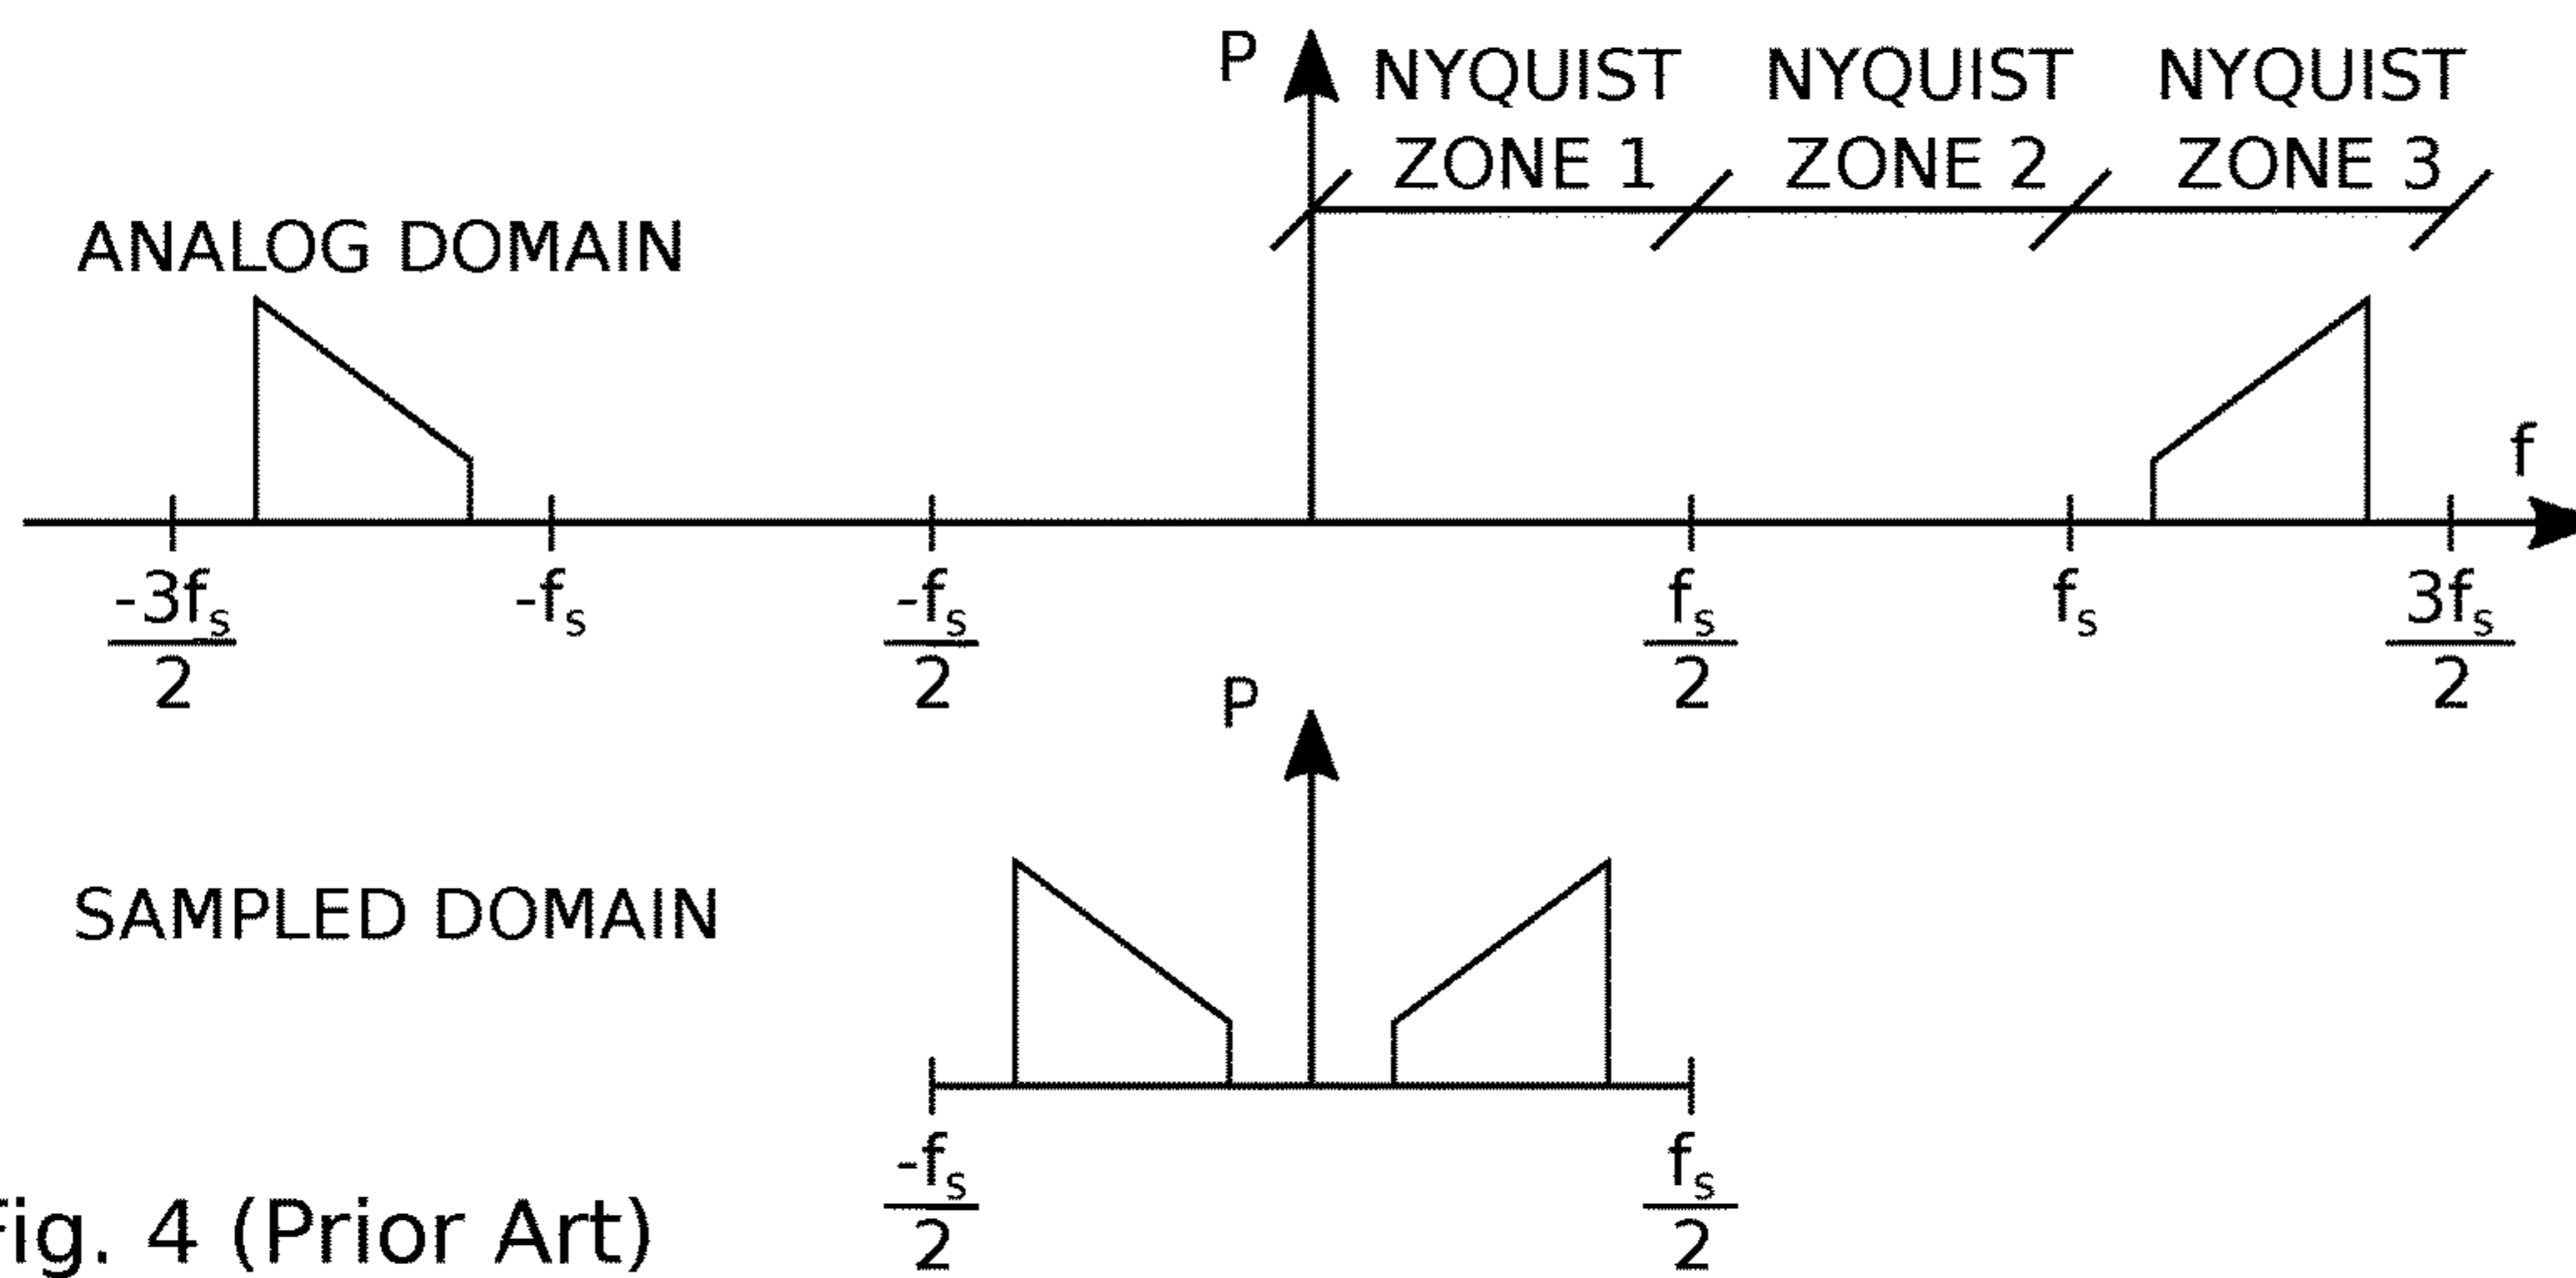 P
NYQUIST NYQUIST NYQUIST
ZONE 1 ZONE 2 ZONE 3
ANALOG DOMAIN
f
-3fs/2 -fs -fs/2 fs/2 fs 3fs/2
P
SAMPLED DOMAIN
-fs/2 fs/2
Fig. 4 (Prior Art)